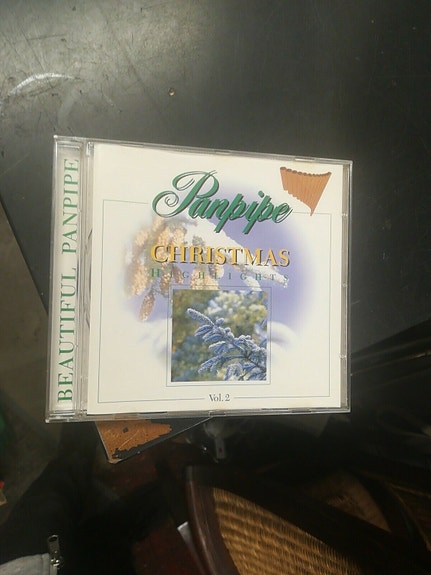 BEAUTIFUL PANPIPE
Panpipe
CHRISTMAS
HIGHLIGHTS
Vol. 2